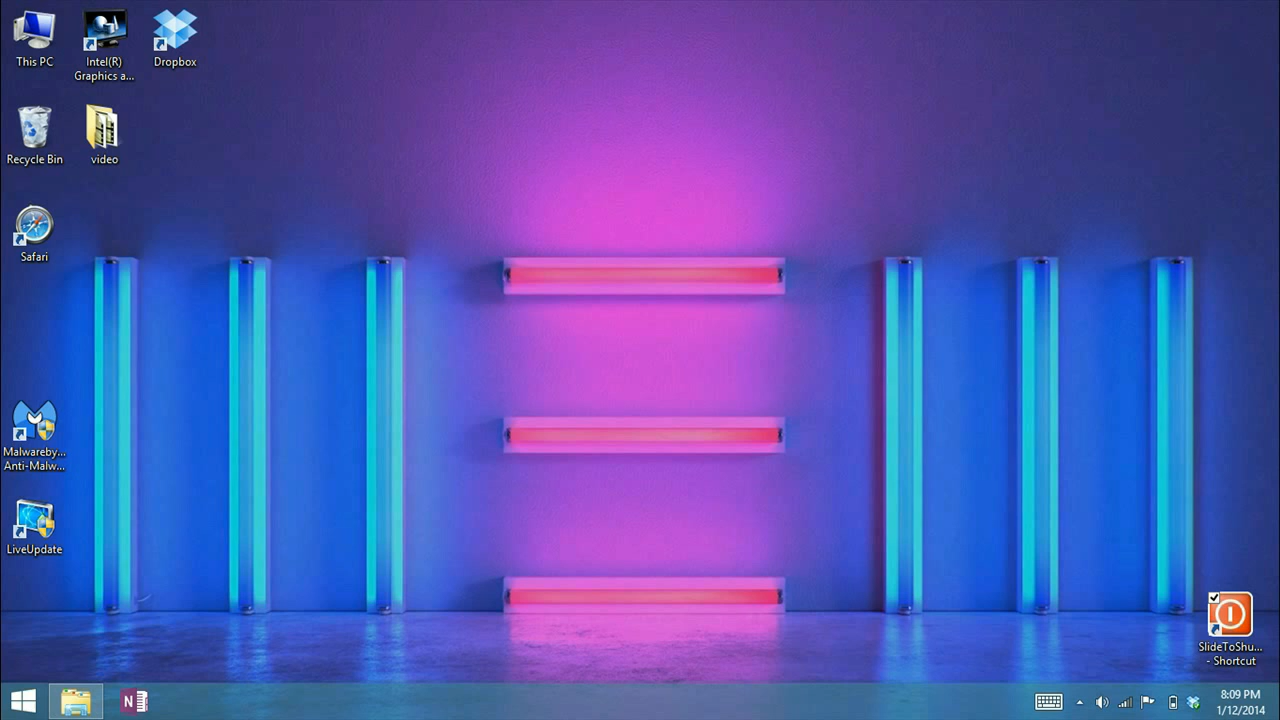 This PC
Intel(R)
Graphics a...
Dropbox
Recycle Bin
video
Safari
Malwareby...
Anti-Malw...
LiveUpdate
SlideToShu...
- Shortcut
N
8:09 PM
1/12/2014